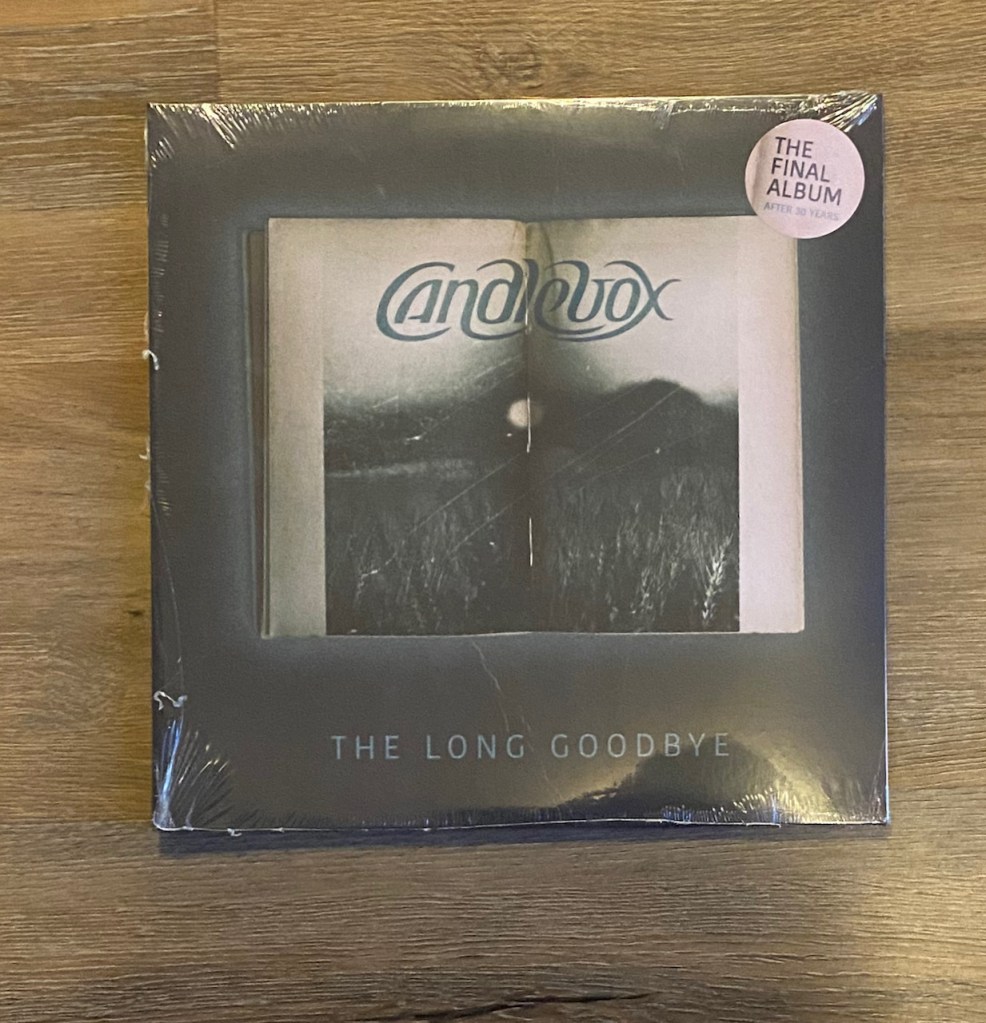 THE
FINAL
ALBUM
AFTER 30 YEARS
Candlebox
THE LONG GOODBYE